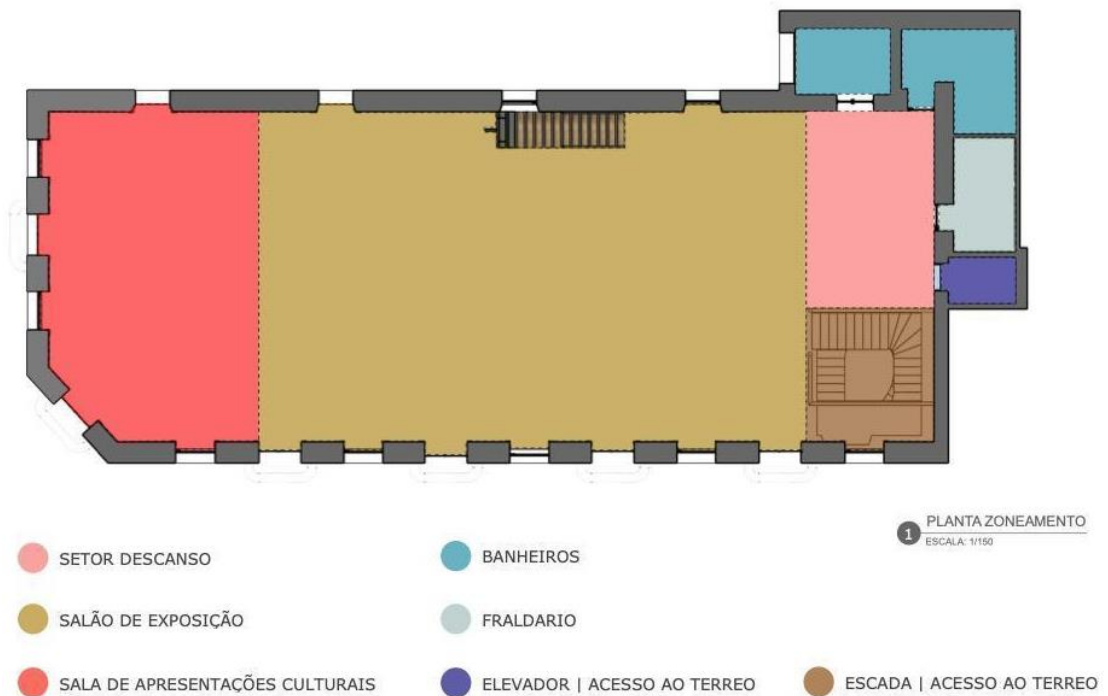 1 PLANTA ZONEAMENTO
ESCALA: 1/150
SETOR DESCANSO
BANHEIROS
SALÃO DE EXPOSIÇÃO
FRALDARIO
SALA DE APRESENTAÇÕES CULTURAIS
ELEVADOR | ACESSO AO TERREO
ESCADA | ACESSO AO TERREO